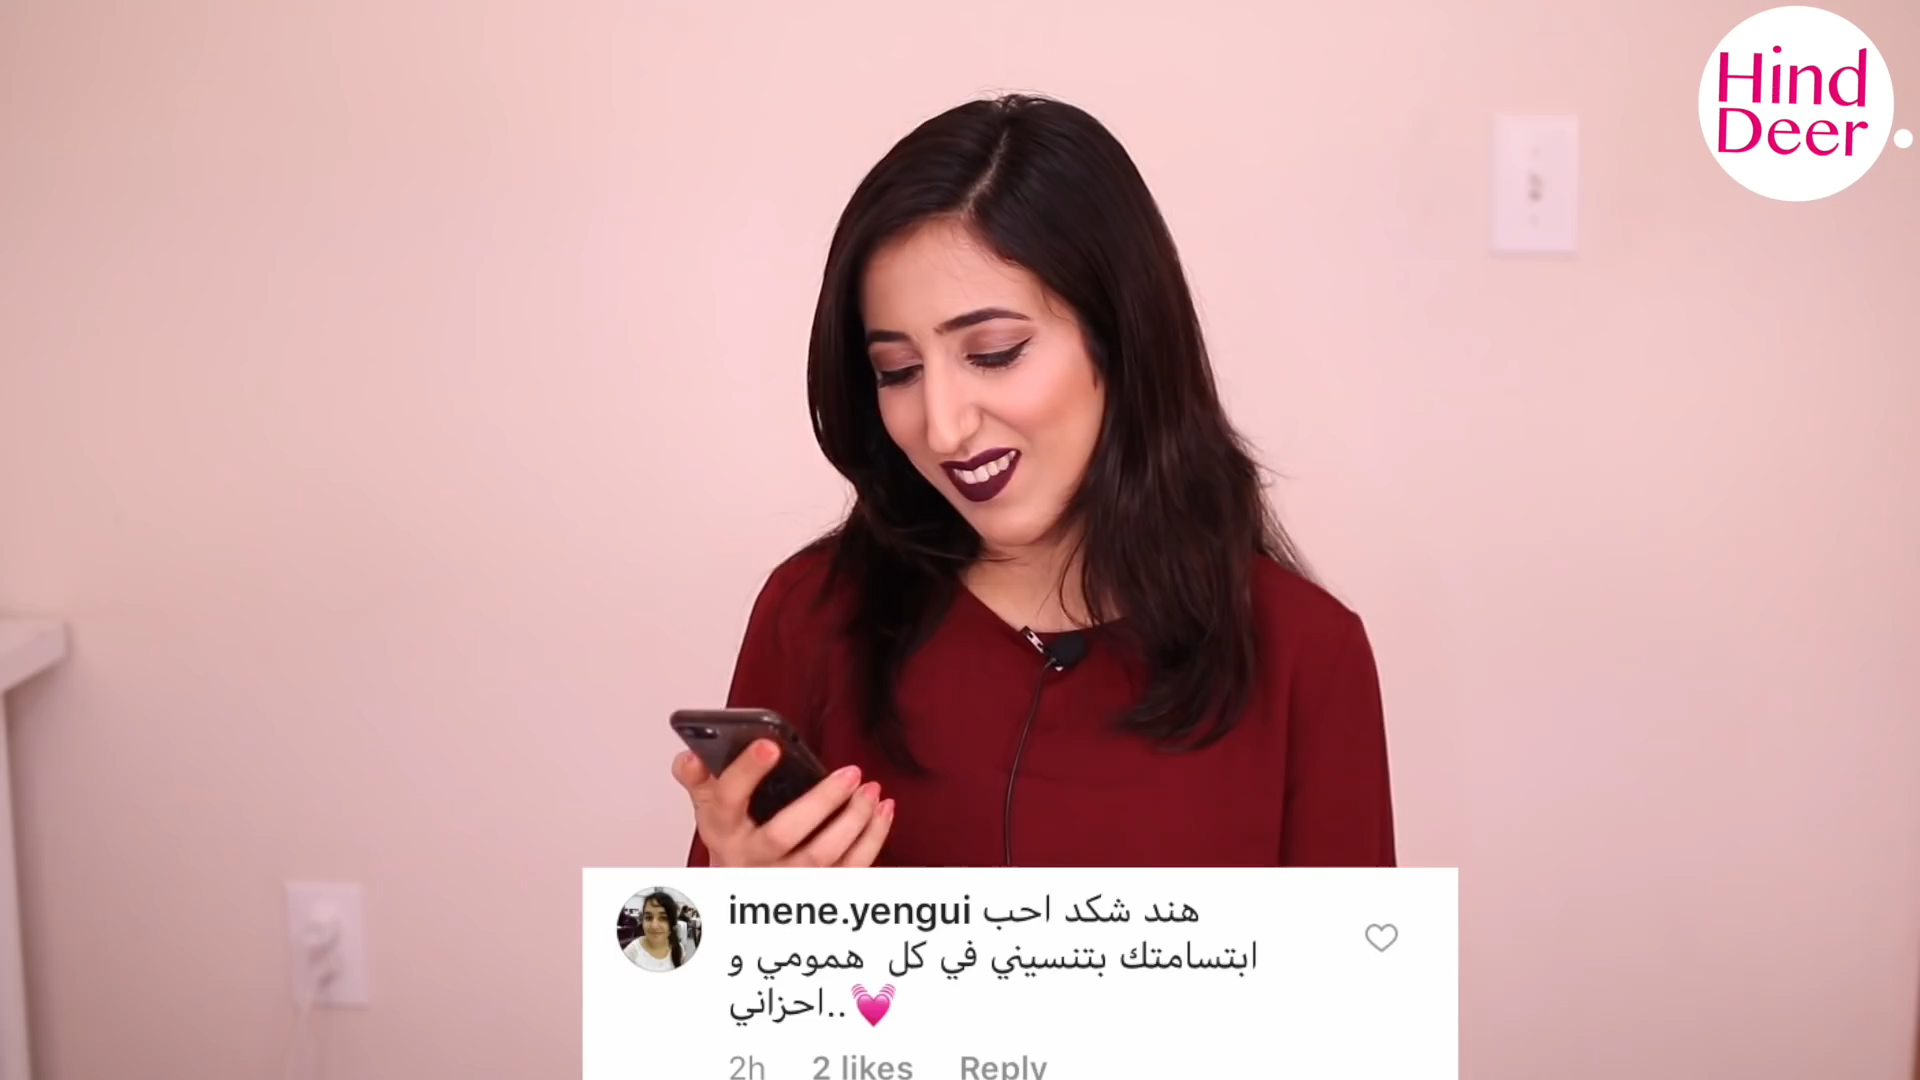 Hind
Deer.
imene.yengui هند شكد احب
ابتسامتك بتنسيني في كل همومي و
احزاني..💓
2h 2 likes Reply